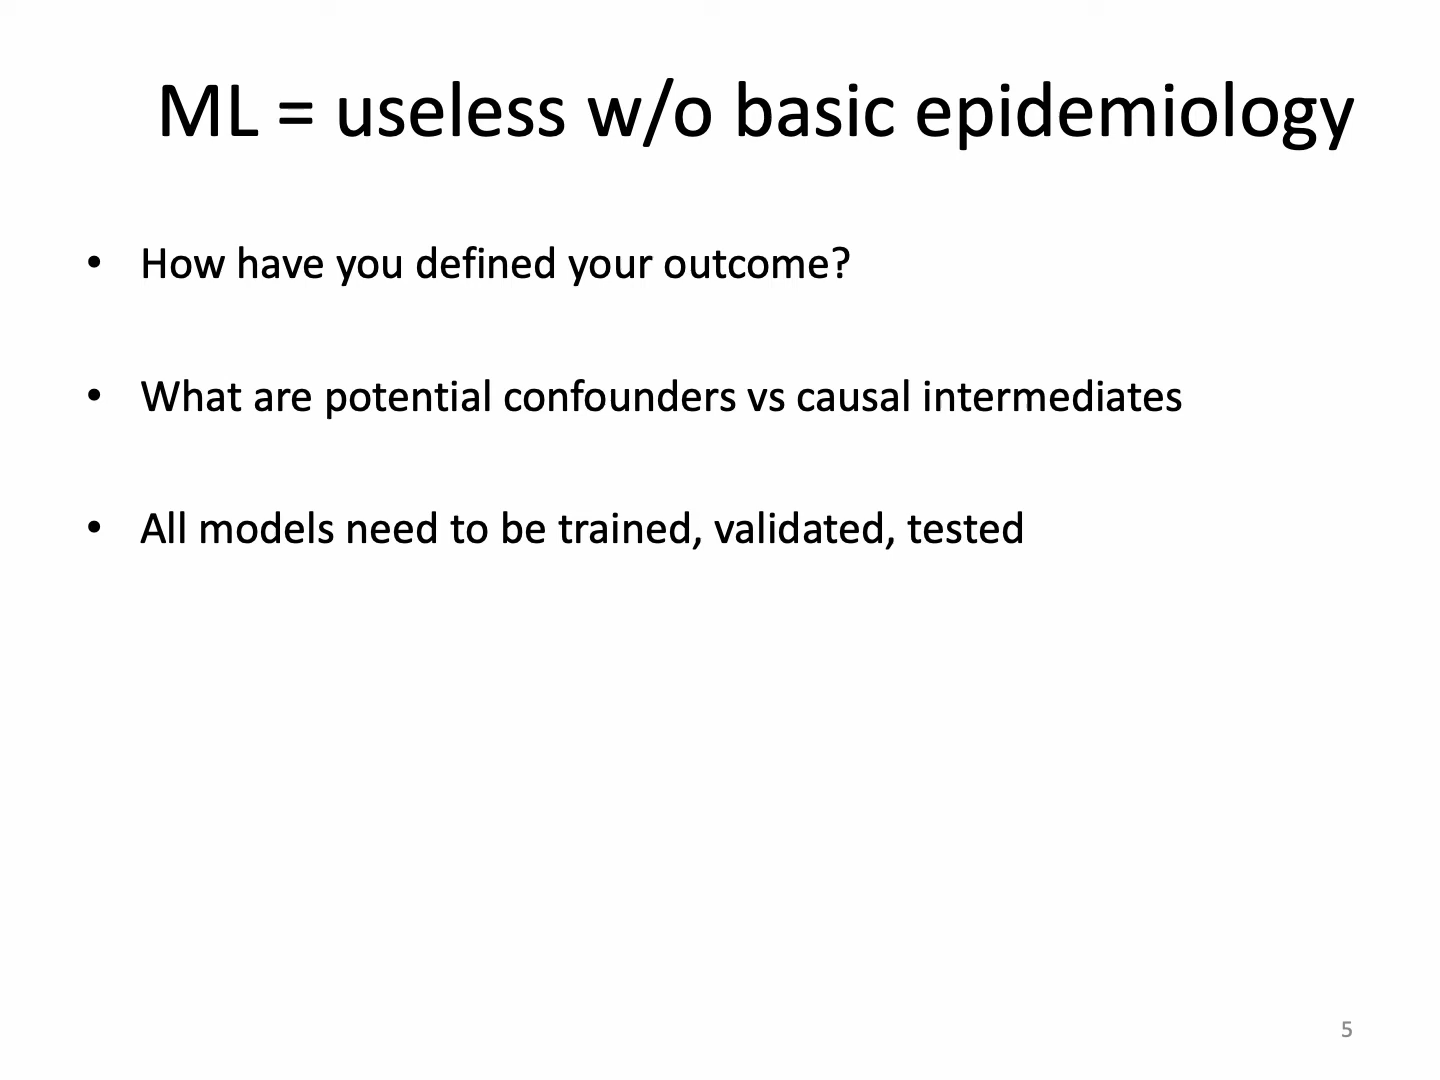 ML = useless w/o basic epidemiology
• How have you defined your outcome?
• What are potential confounders vs causal intermediates
• All models need to be trained, validated, tested
5